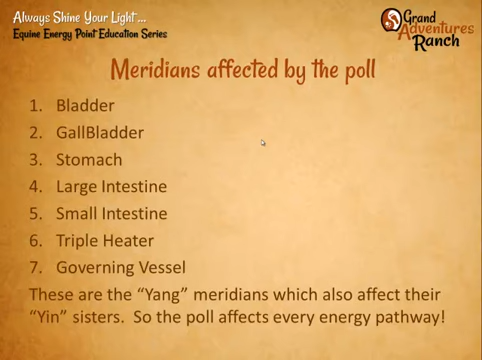 Always Shine Your Light...
Equine Energy Point Education Series
Grand
Adventures
Ranch
Meridians affected by the poll
1. Bladder
2. GallBladder
3. Stomach
4. Large Intestine
5. Small Intestine
6. Triple Heater
7. Governing Vessel
These are the “Yang” meridians which also affect their
“Yin” sisters. So the poll affects every energy pathway!